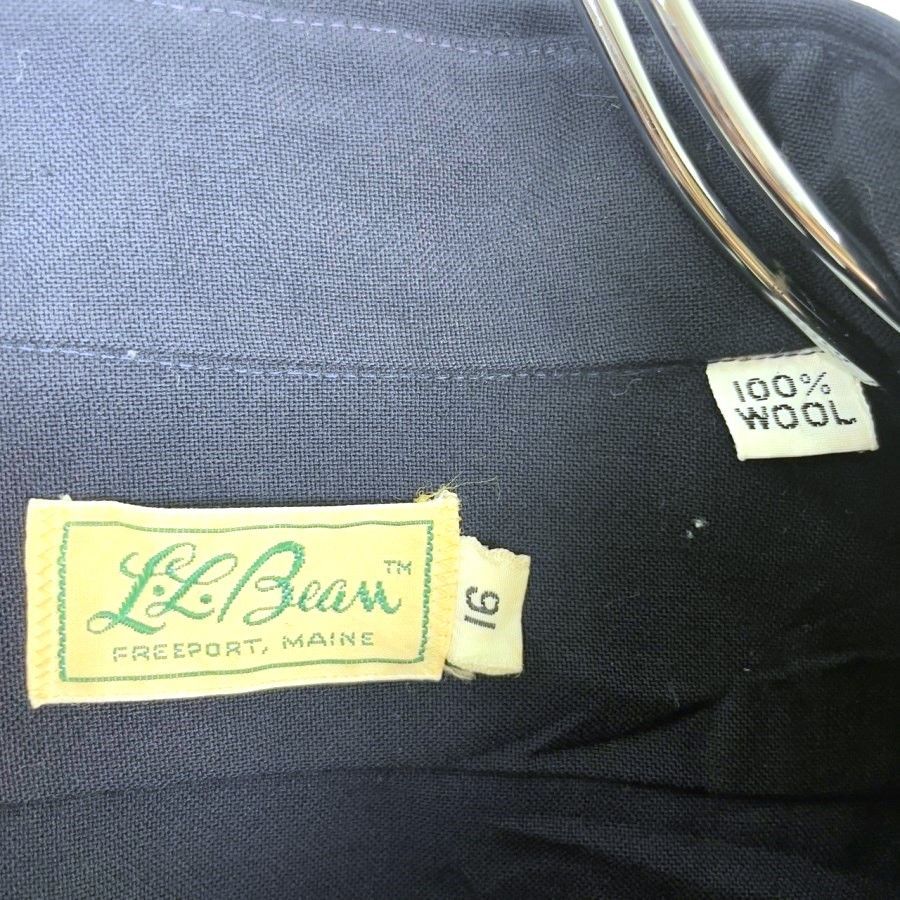 100%
WOOL
L.L.Bean™
FREEPORT, MAINE
16